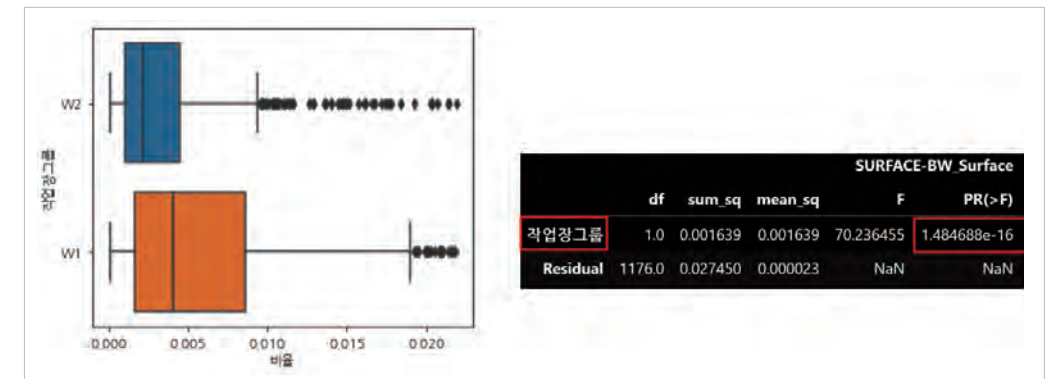 W2
W1
작업장그룹
0.000 0.005 0.010 0.015 0.020
비율
SURFACE-BW_Surface
df sum_sq mean_sq F PR(>F)
작업장그룹 1.0 0.001639 0.001639 70.236455 1.484688e-16
Residual 1176.0 0.027450 0.000023 NaN NaN